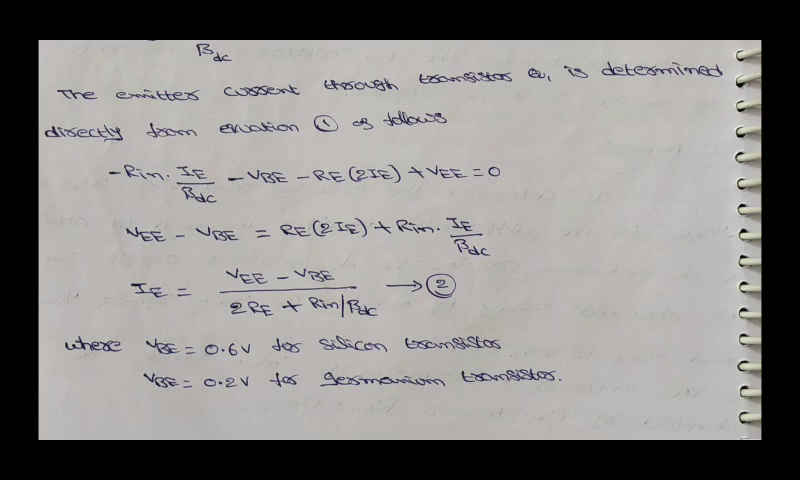 βdc
The emitter current through transistor Q1 is determined
directly from equation ① as follows
-Rin. IE/βdc - VBE - RE(2IE) + VEE = 0
VEE - VBE = RE(2IE) + Rin. IE/βdc
IE = VEE - VBE / 2RE + Rin/βdc → ②
where VBE = 0.6V for silicon transistor
VBE = 0.2V for germanium transistor.